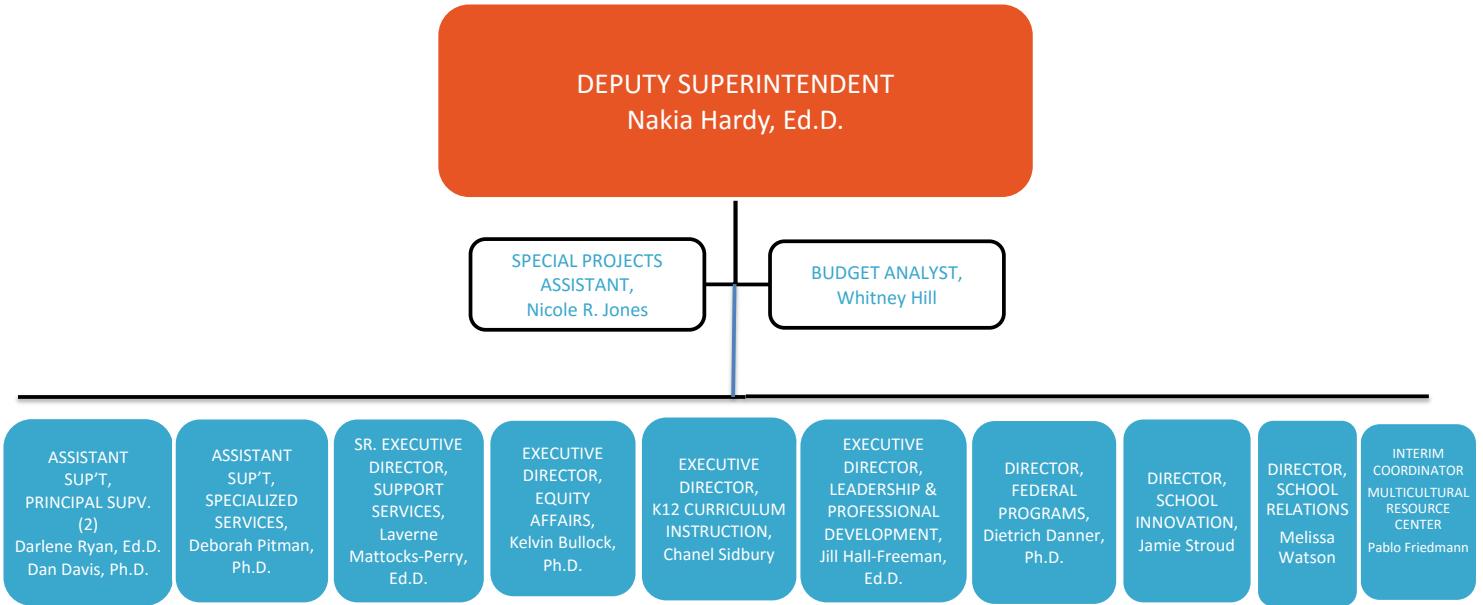 DEPUTY SUPERINTENDENT
Nakia Hardy, Ed.D.
SPECIAL PROJECTS
ASSISTANT,
Nicole R. Jones
BUDGET ANALYST,
Whitney Hill
ASSISTANT
SUP'T,
PRINCIPAL SUPV.
(2)
Darlene Ryan, Ed.D.
Dan Davis, Ph.D.
ASSISTANT
SUP'T,
SPECIALIZED
SERVICES,
Deborah Pitman,
Ph.D.
SR. EXECUTIVE
DIRECTOR,
SUPPORT
SERVICES,
Laverne
Mattocks-Perry,
Ed.D.
EXECUTIVE
DIRECTOR,
EQUITY
AFFAIRS,
Kelvin Bullock,
Ph.D.
EXECUTIVE
DIRECTOR,
K12 CURRICULUM
INSTRUCTION,
Chanel Sidbury
EXECUTIVE
DIRECTOR,
LEADERSHIP &
PROFESSIONAL
DEVELOPMENT,
Jill Hall-Freeman,
Ed.D.
DIRECTOR,
FEDERAL
PROGRAMS,
Dietrich Danner,
Ph.D.
DIRECTOR,
SCHOOL
INNOVATION,
Jamie Stroud
DIRECTOR,
SCHOOL
RELATIONS
Melissa
Watson
INTERIM
COORDINATOR
MULTICULTURAL
RESOURCE
CENTER
Pablo Friedmann